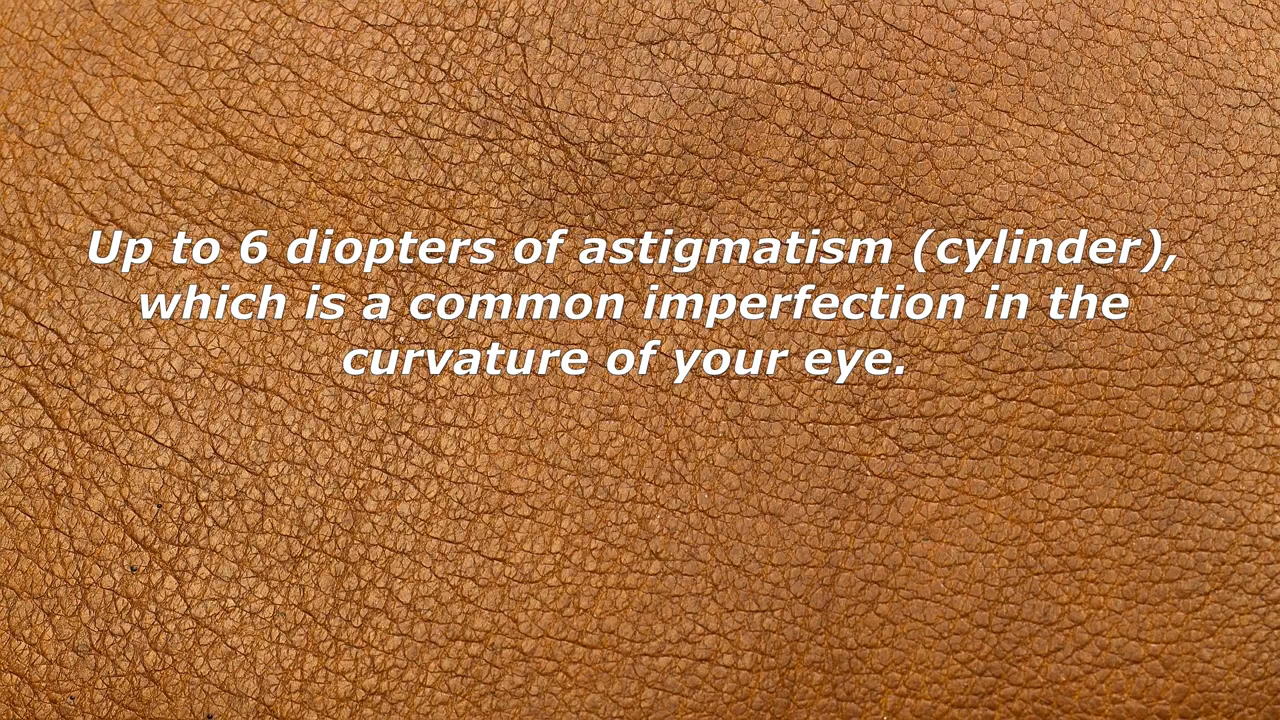 Up to 6 diopters of astigmatism (cylinder),
which is a common imperfection in the
curvature of your eye.